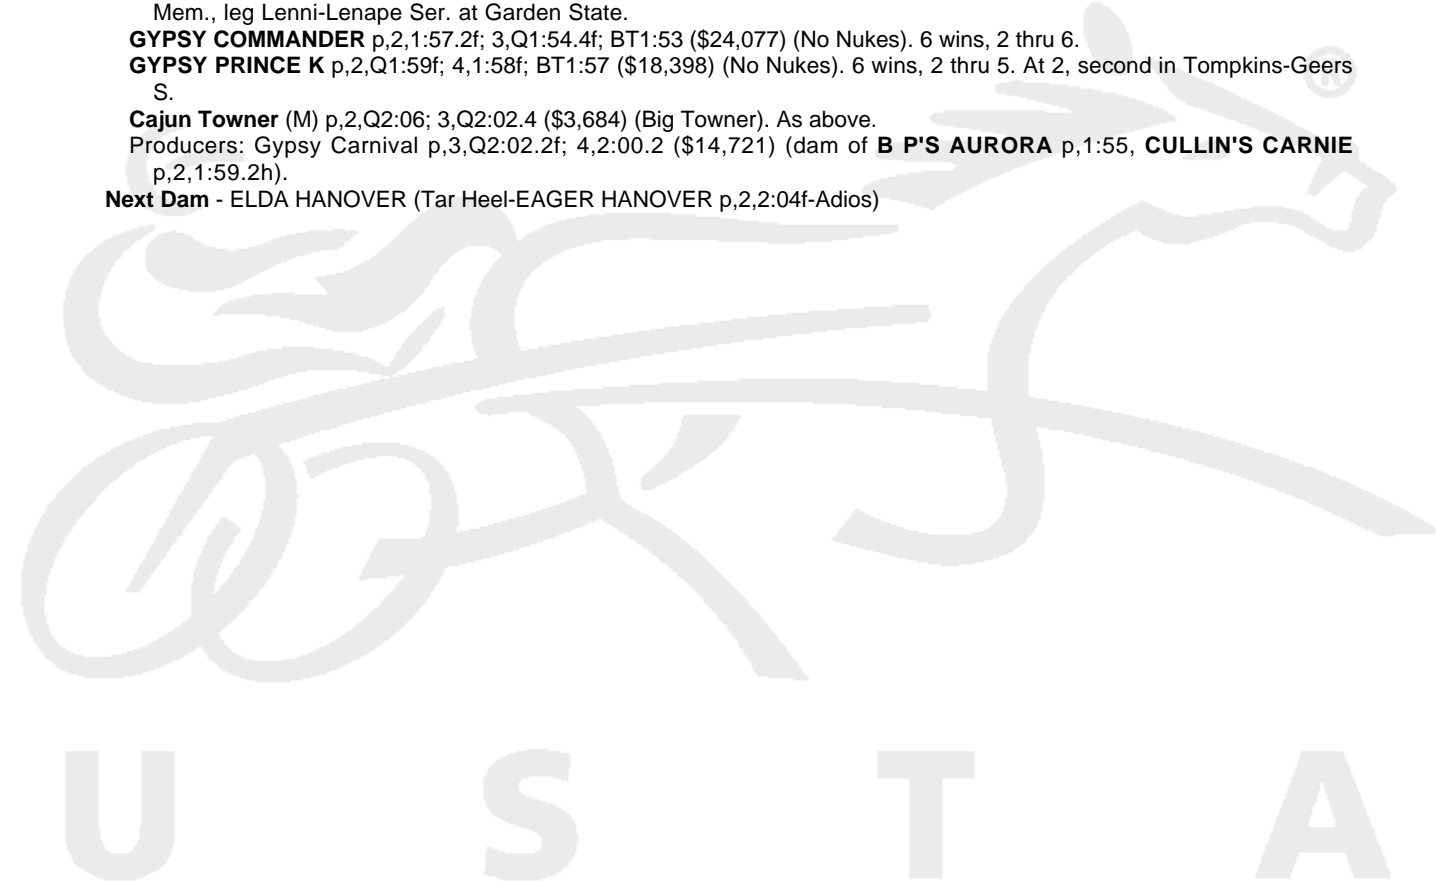 Mem., leg Lenni-Lenape Ser. at Garden State.
GYPSY COMMANDER p,2,1:57.2f; 3,Q1:54.4f; BT1:53 ($24,077) (No Nukes). 6 wins, 2 thru 6.
GYPSY PRINCE K p,2,Q1:59f; 4,1:58f; BT1:57 ($18,398) (No Nukes). 6 wins, 2 thru 5. At 2, second in Tompkins-Geers
S.
Cajun Towner (M) p,2,Q2:06; 3,Q2:02.4 ($3,684) (Big Towner). As above.
Producers: Gypsy Carnival p,3,Q2:02.2f; 4,2:00.2 ($14,721) (dam of B P'S AURORA p,1:55, CULLIN'S CARNIE
p,2,1:59.2h).
Next Dam - ELDA HANOVER (Tar Heel-EAGER HANOVER p,2,2:04f-Adios)
®
U S T A